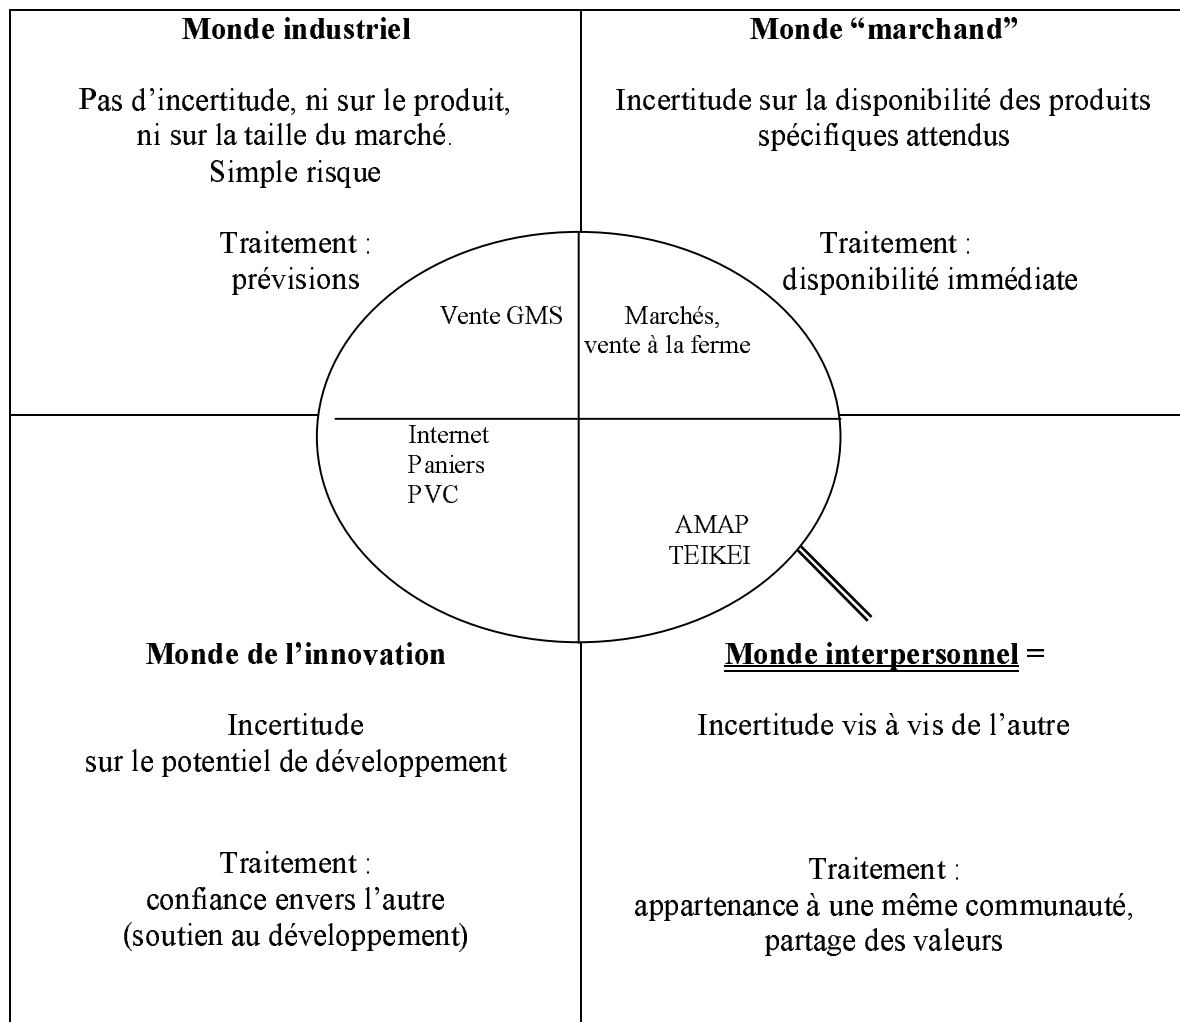 Monde industriel
Pas d’incertitude, ni sur le produit,
ni sur la taille du marché.
Simple risque
Traitement :
prévisions
Vente GMS
Monde “marchand”
Incertitude sur la disponibilité des produits
spécifiques attendus
Traitement :
disponibilité immédiate
Marchés,
vente à la ferme
Internet
Paniers
PVC
Monde de l’innovation
Incertitude
sur le potentiel de développement
Traitement :
confiance envers l’autre
(soutien au développement)
AMAP
TEIKEI
Monde interpersonnel =
Incertitude vis à vis de l’autre
Traitement :
appartenance à une même communauté,
partage des valeurs